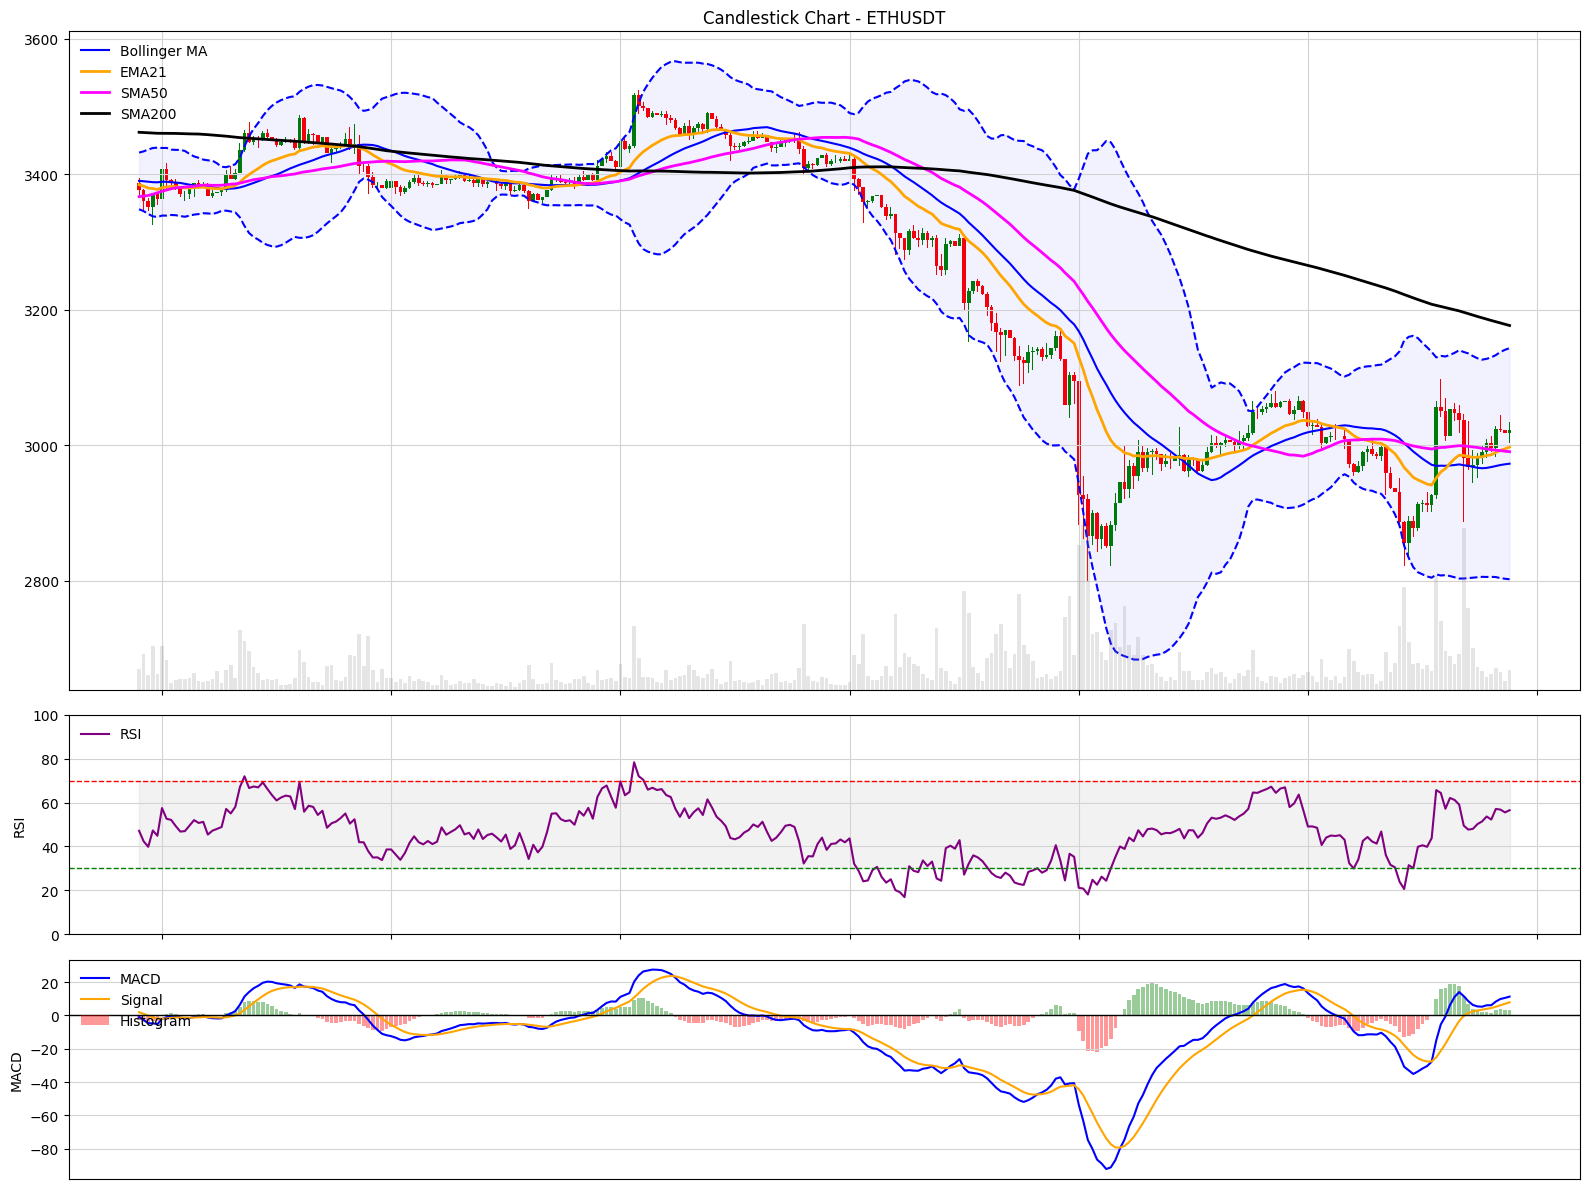 Candlestick Chart - ETHUSDT
3600
3400
3200
3000
2800
Bollinger MA
EMA21
SMA50
SMA200
100
80
60
40
20
0
RSI
RSI
20
0
−20
−40
−60
−80
MACD
MACD
Signal
Histogram